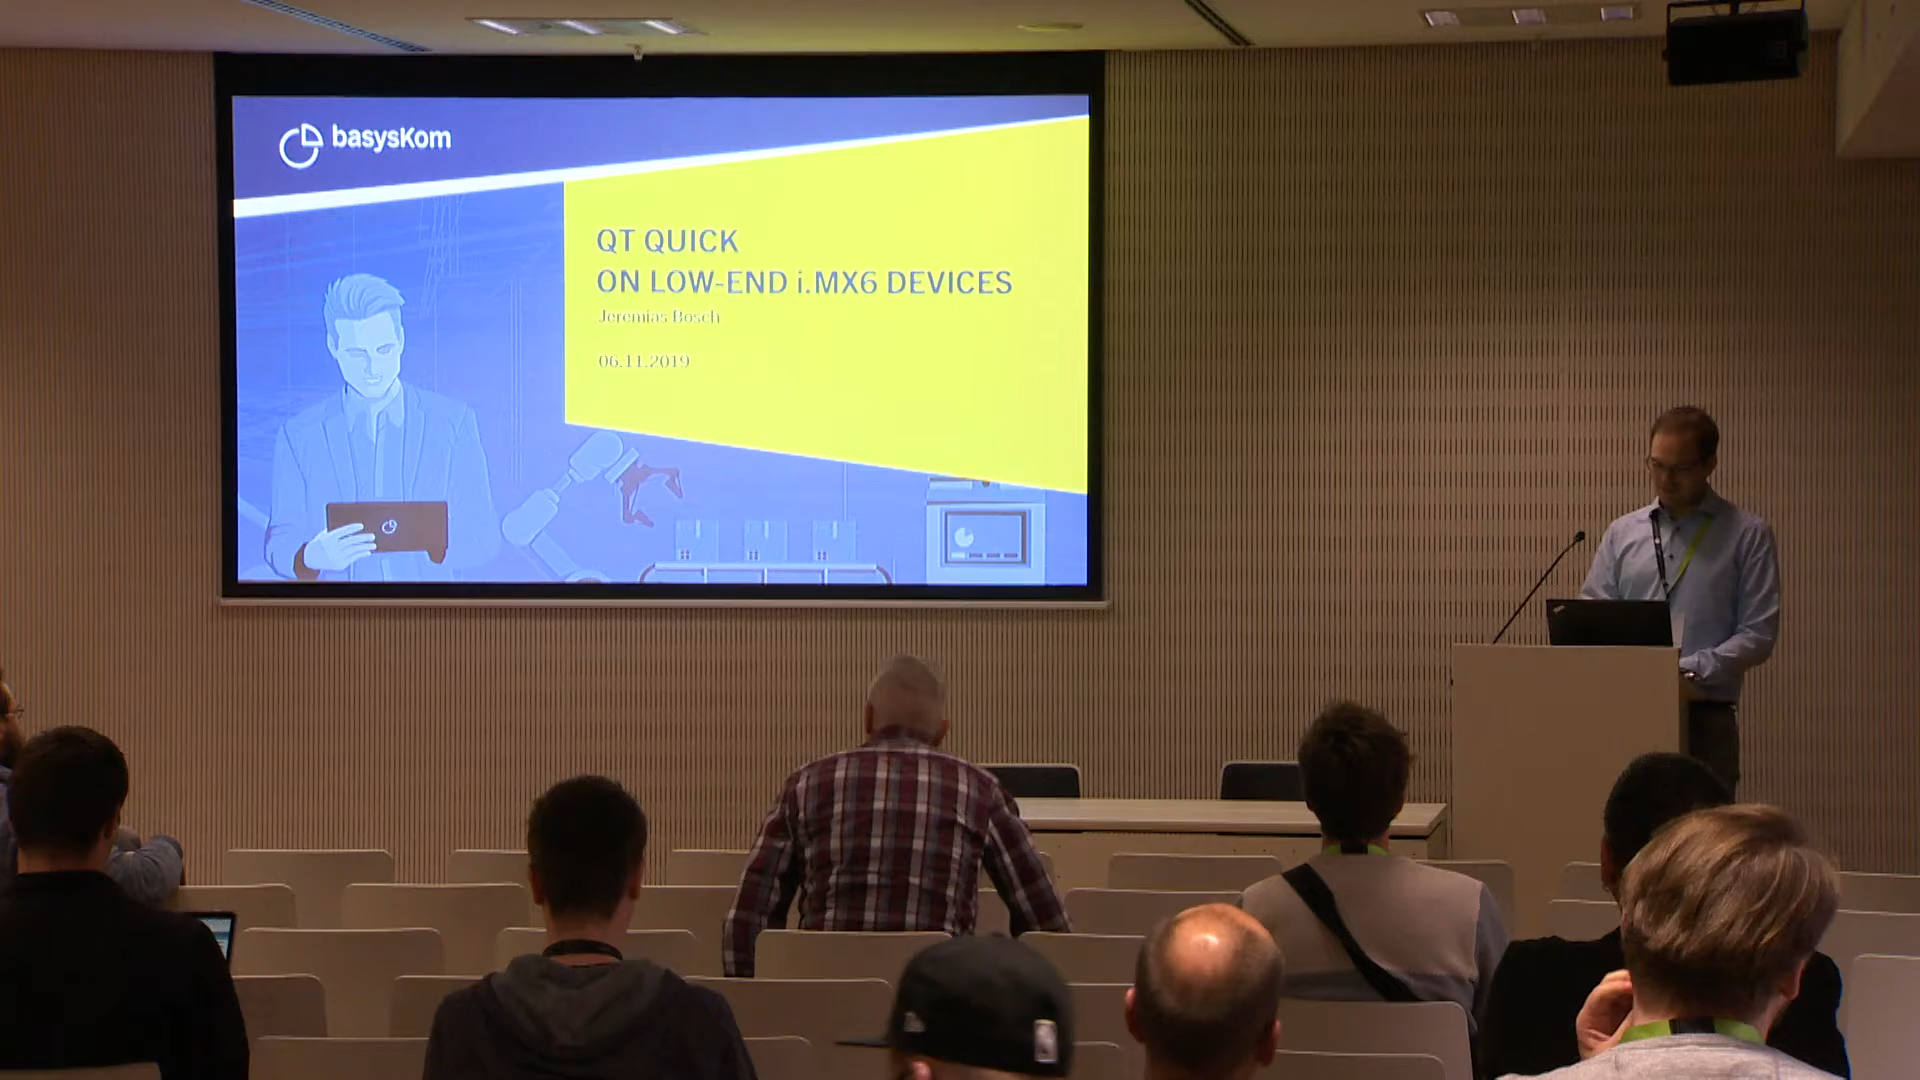 basysKom
QT QUICK
ON LOW-END i.MX6 DEVICES
Jeremias Bosch
06.11.2019